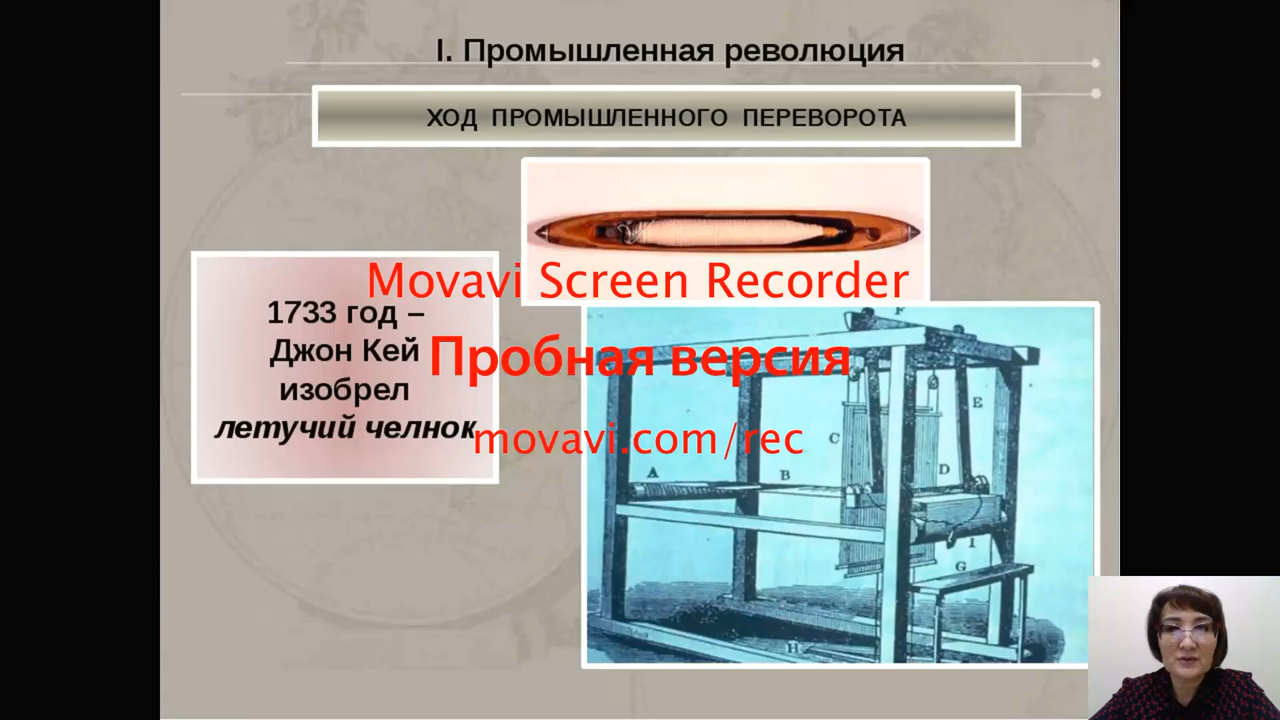 I. Промышленная революция
ХОД ПРОМЫШЛЕННОГО ПЕРЕВОРОТА
1733 год –
Джон Кей
изобрел
летучий челнок
Movavi Screen Recorder
Пробная версия
movavi.com/rec
F
E
C
A
B
D
I
G
H